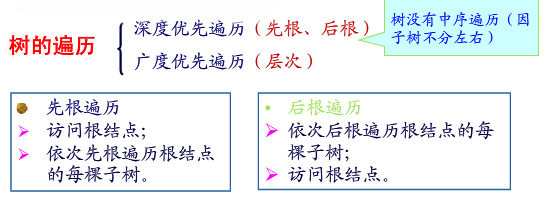 树的遍历
深度优先遍历（先根、后根）
广度优先遍历（层次）
树没有中序遍历（因
子树不分左右）
先根遍历
访问根结点；
依次先根遍历根结点
的每棵子树。
后根遍历
依次后根遍历根结点的每
棵子树；
访问根结点。